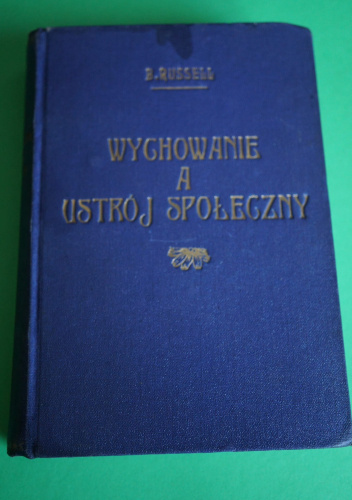 B. RUSSELL
WYCHOWANIE
A
USTRÓJ SPOŁECZNY